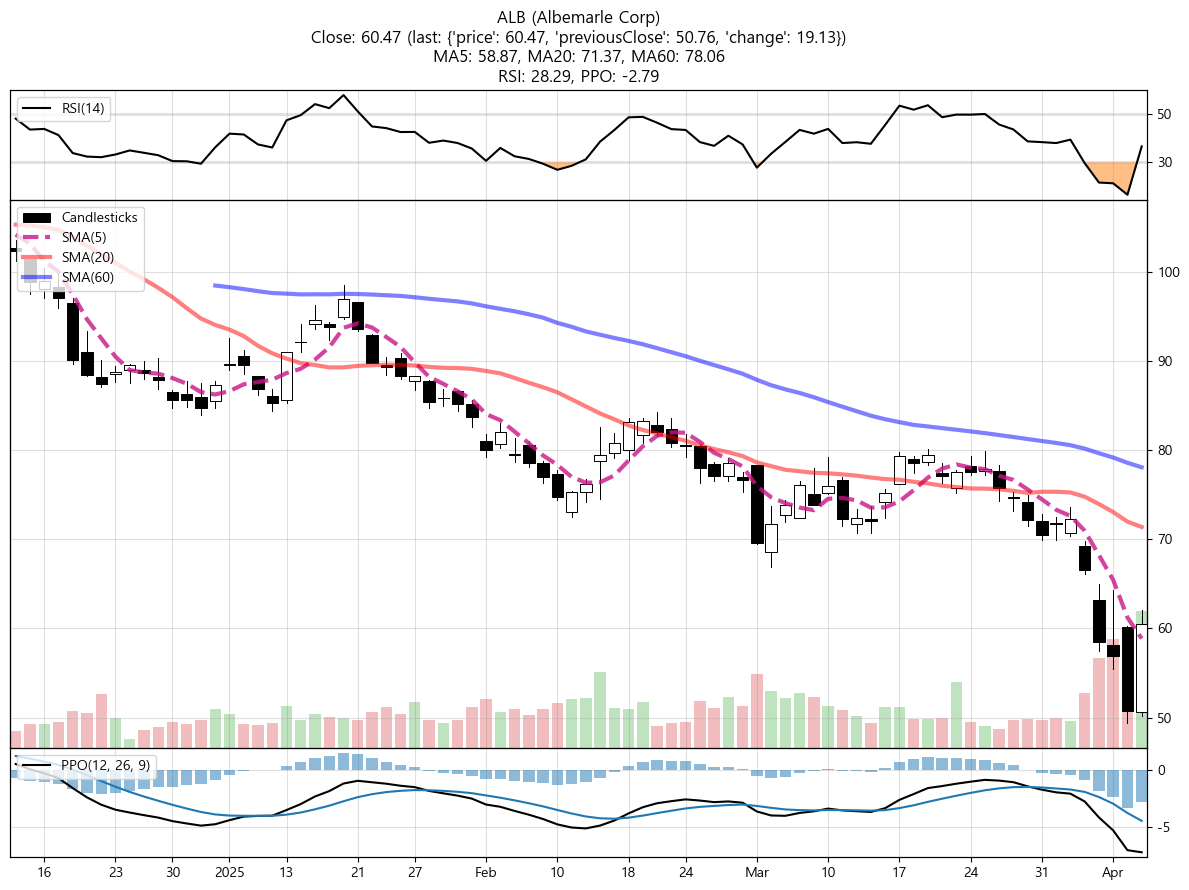 ALB (Albemarle Corp)
Close: 60.47 (last: {'price': 60.47, 'previousClose': 50.76, 'change': 19.13})
MA5: 58.87, MA20: 71.37, MA60: 78.06
RSI: 28.29, PPO: -2.79
RSI(14)
50
30
Candlesticks
SMA(5)
SMA(20)
SMA(60)
100
90
80
70
60
50
PPO(12, 26, 9)
0
-5
16 23 30 2025 13 21 27 Feb 10 18 24 Mar 10 17 24 31 Apr